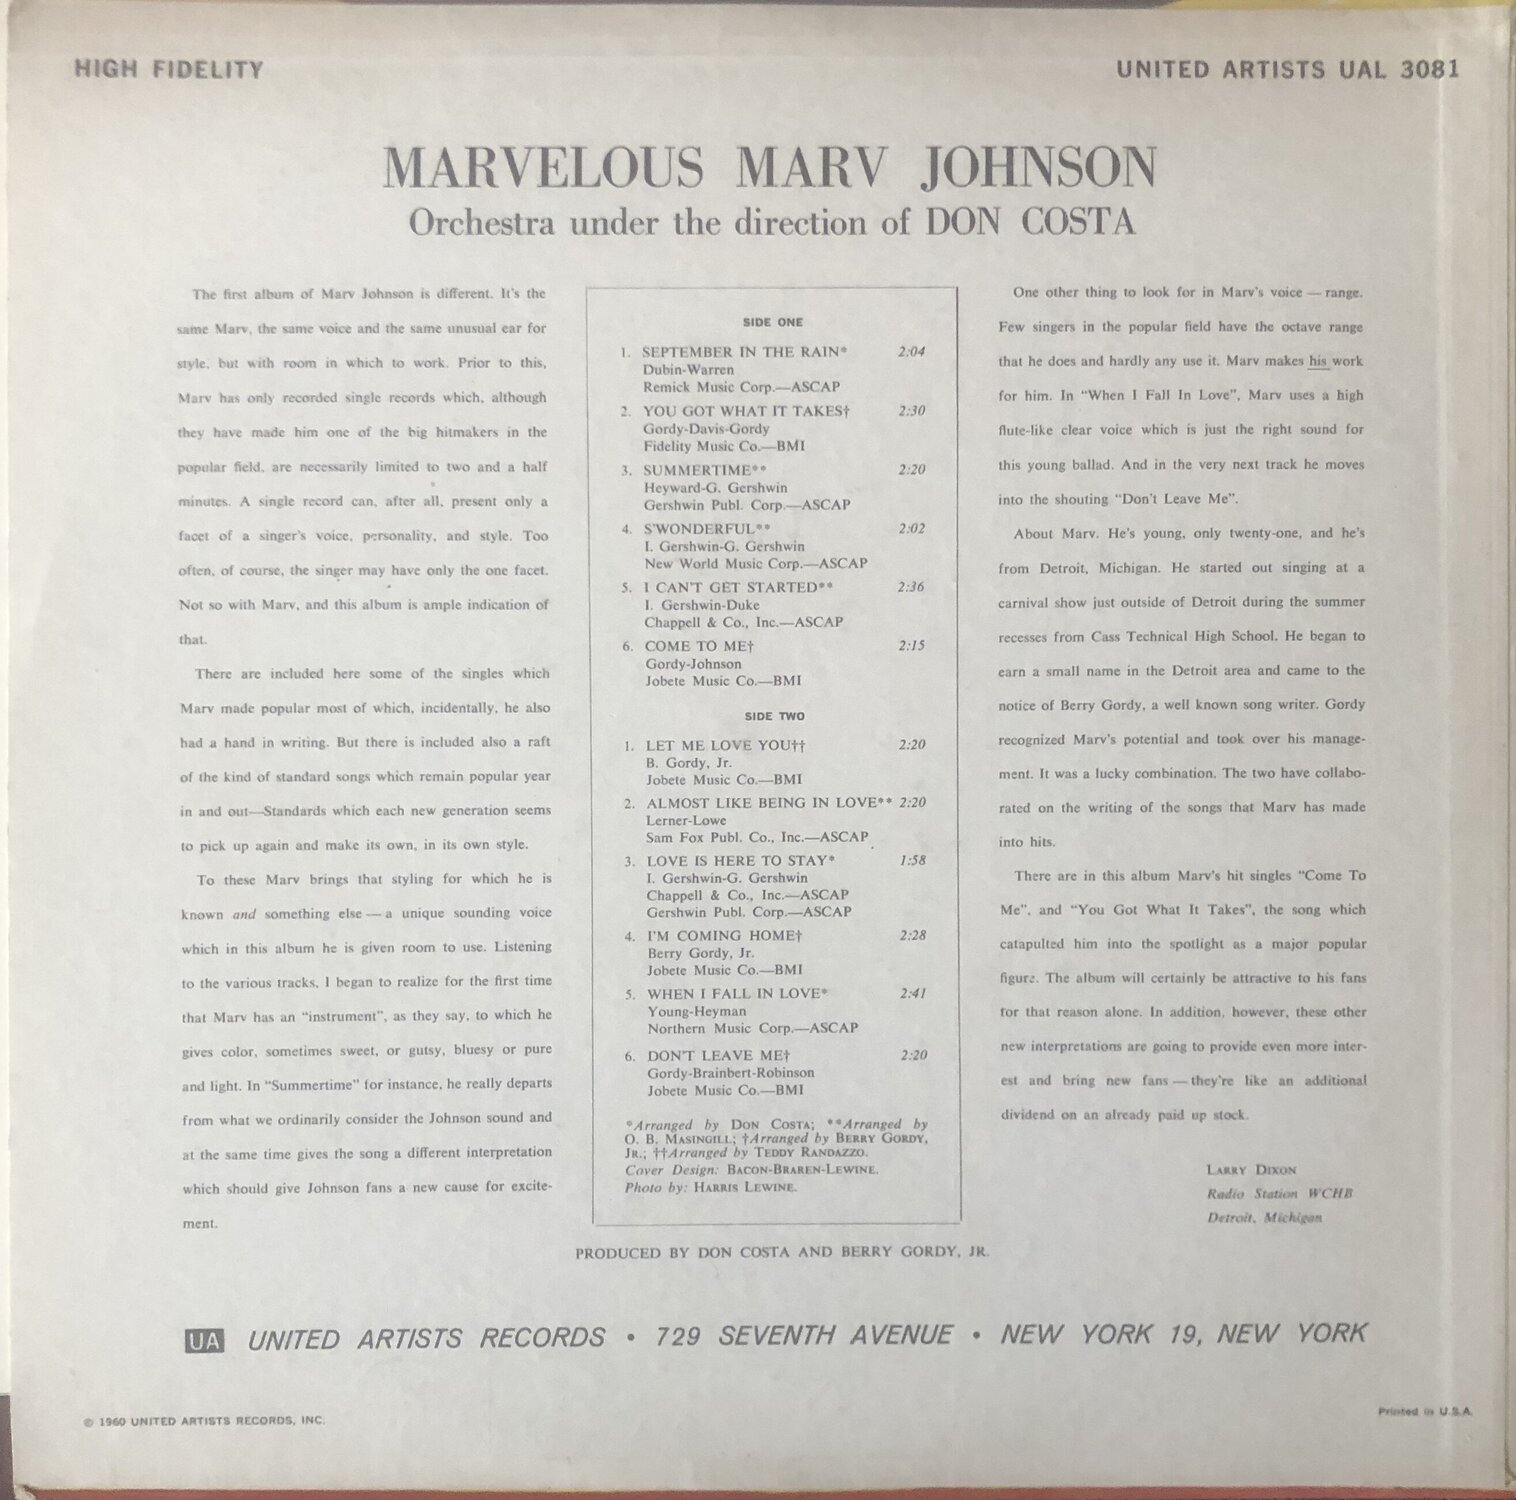 HIGH FIDELITY
UNITED ARTISTS UAL 3081
MARVELOUS MARV JOHNSON
Orchestra under the direction of DON COSTA
The first album of Marv Johnson is different. It's the
same Marv, the same voice and the same unusual ear for
style, but with room in which to work. Prior to this,
Marv has only recorded single records which, although
they have made him one of the big hitmakers in the
popular field, are necessarily limited to two and a half
minutes. A single record can, after all, present only a
facet of a singer's voice, personality, and style. Too
often, of course, the singer may have only the one facet.
Not so with Marv, and this album is ample indication of
that.
There are included here some of the singles which
Marv made popular most of which, incidentally, he also
had a hand in writing. But there is included also a raft
of the kind of standard songs which remain popular year
in and out—Standards which each new generation seems
to pick up again and make its own, in its own style.
To these Marv brings that styling for which he is
known and something else — a unique sounding voice
which in this album he is given room to use. Listening
to the various tracks, I began to realize for the first time
that Marv has an "instrument", as they say, to which he
gives color, sometimes sweet, or gutsy, bluesy or pure
and light. In "Summertime" for instance, he really departs
from what we ordinarily consider the Johnson sound and
at the same time gives the song a different interpretation
which should give Johnson fans a new cause for excite-
ment.
SIDE ONE
1. SEPTEMBER IN THE RAIN* 2:04
Dubin-Warren
Remick Music Corp.—ASCAP
2. YOU GOT WHAT IT TAKES† 2:30
Gordy-Davis-Gordy
Fidelity Music Co.—BMI
3. SUMMERTIME** 2:20
Heyward-G. Gershwin
Gershwin Publ. Corp.—ASCAP
4. S'WONDERFUL** 2:02
I. Gershwin-G. Gershwin
New World Music Corp.—ASCAP
5. I CAN'T GET STARTED** 2:36
I. Gershwin-Duke
Chappell & Co., Inc.—ASCAP
6. COME TO ME† 2:15
Gordy-Johnson
Jobete Music Co.—BMI
SIDE TWO
1. LET ME LOVE YOU†† 2:20
B. Gordy, Jr.
Jobete Music Co.—BMI
2. ALMOST LIKE BEING IN LOVE** 2:20
Lerner-Lowe
Sam Fox Publ. Co., Inc.—ASCAP
3. LOVE IS HERE TO STAY* 1:58
I. Gershwin-G. Gershwin
Chappell & Co., Inc.—ASCAP
Gershwin Publ. Corp.—ASCAP
4. I'M COMING HOME† 2:28
Berry Gordy, Jr.
Jobete Music Co.—BMI
5. WHEN I FALL IN LOVE* 2:41
Young-Heyman
Northern Music Corp.—ASCAP
6. DON'T LEAVE ME† 2:20
Gordy-Brainbert-Robinson
Jobete Music Co.—BMI
*Arranged by DON COSTA; **Arranged by
O. B. MASINGILL; †Arranged by BERRY GORDY,
JR.; ††Arranged by TEDDY RANDAZZO.
Cover Design: BACON-BRAREN-LEWINE.
Photo by: HARRIS LEWINE.
One other thing to look for in Marv's voice — range.
Few singers in the popular field have the octave range
that he does and hardly any use it. Marv makes his work
for him. In "When I Fall In Love", Marv uses a high
flute-like clear voice which is just the right sound for
this young ballad. And in the very next track he moves
into the shouting "Don't Leave Me".
About Marv. He's young, only twenty-one, and he's
from Detroit, Michigan. He started out singing at a
carnival show just outside of Detroit during the summer
recesses from Cass Technical High School. He began to
earn a small name in the Detroit area and came to the
notice of Berry Gordy, a well known song writer. Gordy
recognized Marv's potential and took over his manage-
ment. It was a lucky combination. The two have collabo-
rated on the writing of the songs that Marv has made
into hits.
There are in this album Marv's hit singles "Come To
Me", and "You Got What It Takes", the song which
catapulted him into the spotlight as a major popular
figure. The album will certainly be attractive to his fans
for that reason alone. In addition, however, these other
new interpretations are going to provide even more inter-
est and bring new fans — they're like an additional
dividend on an already paid up stock.
LARRY DIXON
Radio Station WCHB
Detroit, Michigan
PRODUCED BY DON COSTA AND BERRY GORDY, JR.
UA UNITED ARTISTS RECORDS • 729 SEVENTH AVENUE • NEW YORK 19, NEW YORK
© 1960 UNITED ARTISTS RECORDS, INC.
Printed in U.S.A.